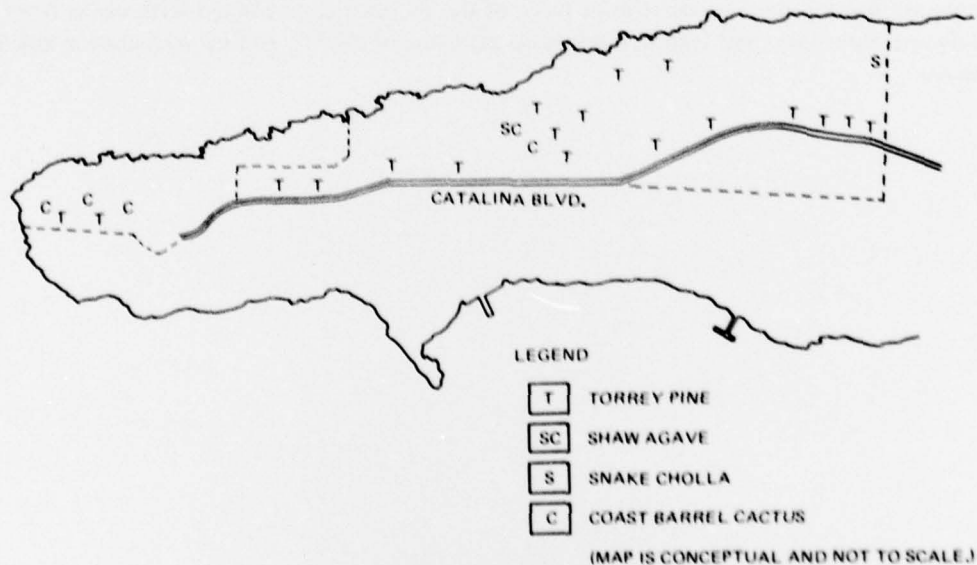 S
T
T
T
T
T
T T T
T
SC
T
C
T
T
T
T
T T
CATALINA BLVD.
C
C
C
T
T
LEGEND
T TORREY PINE
SC SHAW AGAVE
S SNAKE CHOLLA
C COAST BARREL CACTUS
(MAP IS CONCEPTUAL AND NOT TO SCALE.)